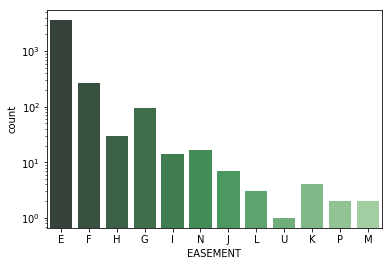 10³
10²
10¹
10⁰
count
E F H G I N J L U K P M
EASEMENT